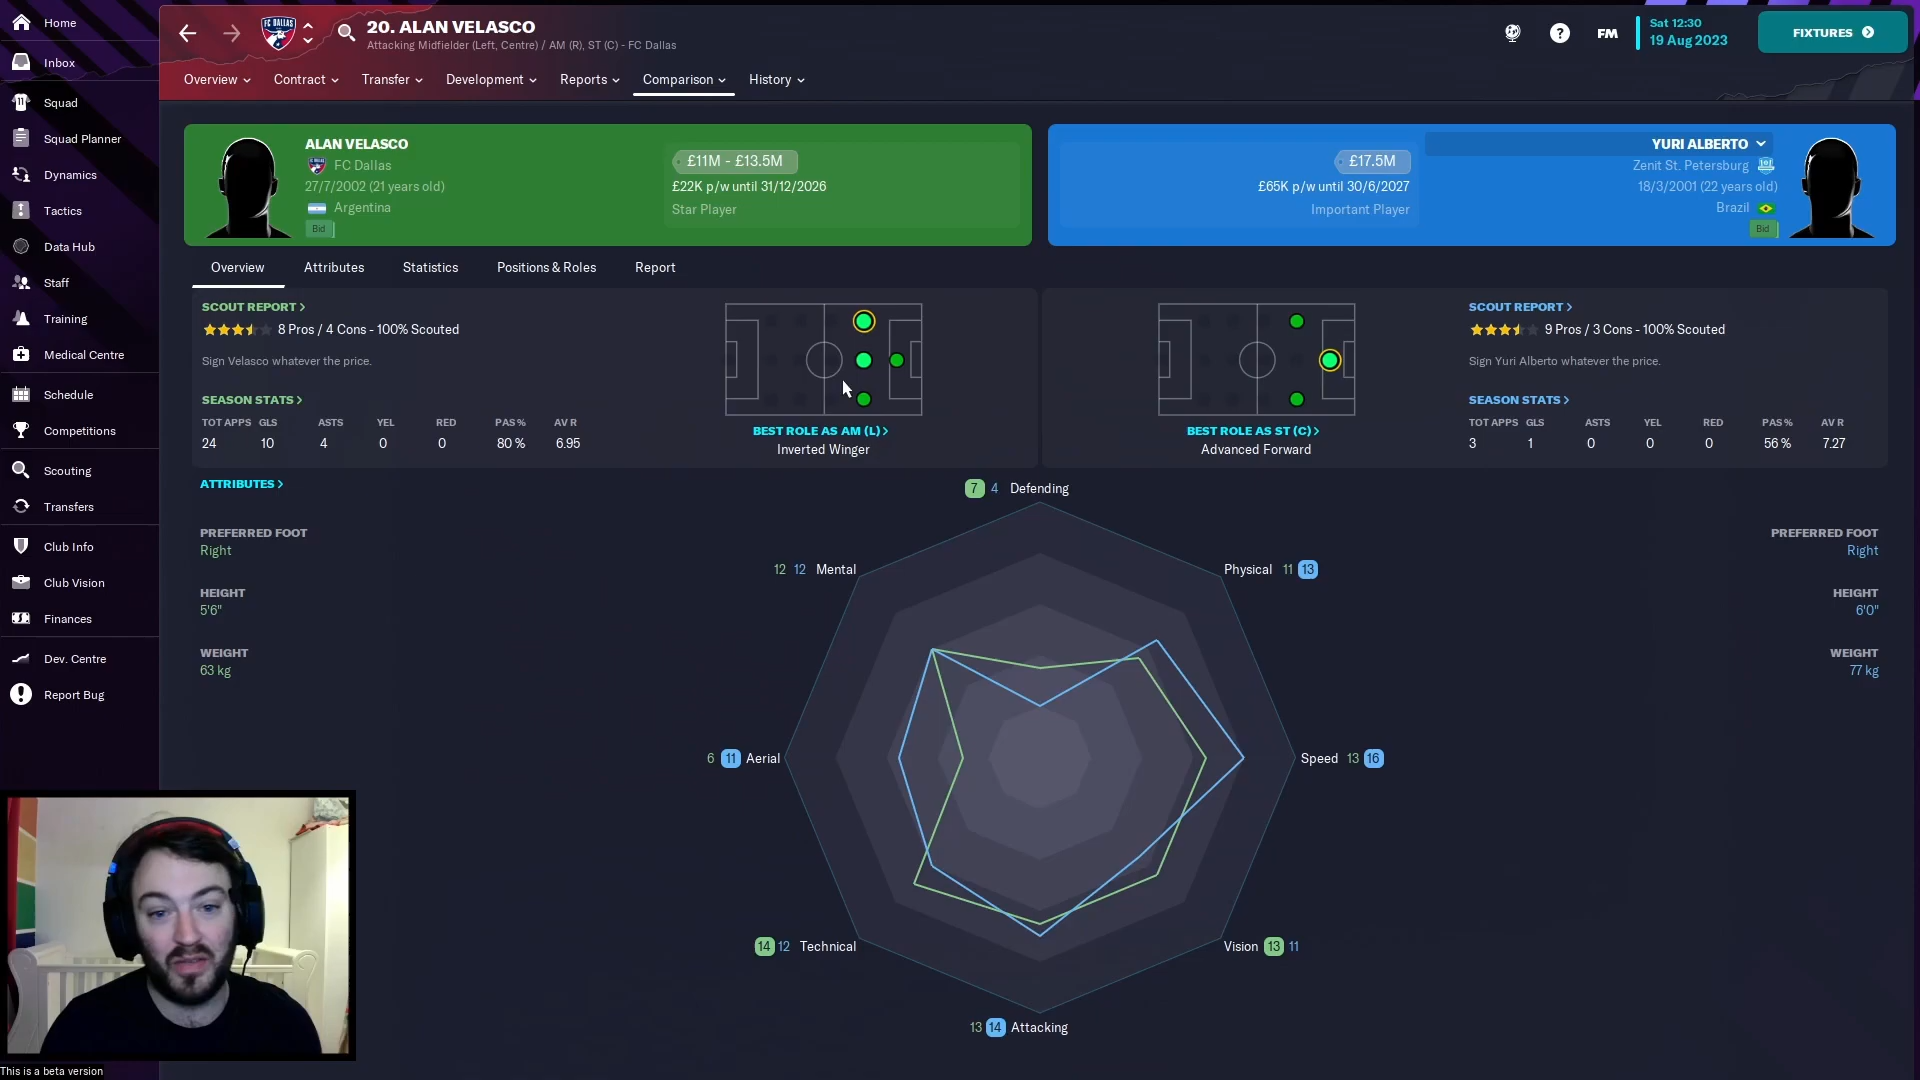 Home
Inbox
Squad
Squad Planner
Dynamics
Tactics
Data Hub
Staff
Training
Medical Centre
Schedule
Competitions
Scouting
Transfers
Club Info
Club Vision
Finances
Dev. Centre
Report Bug
This is a beta version
FC DALLAS
20. ALAN VELASCO
Attacking Midfielder (Left, Centre) / AM (R), ST (C) - FC Dallas
FM
Sat 12:30
19 Aug 2023
FIXTURES
Overview
Contract
Transfer
Development
Reports
Comparison
History
ALAN VELASCO
FC Dallas
27/7/2002 (21 years old)
Argentina
Bid
£11M - £13.5M
£22K p/w until 31/12/2026
Star Player
£17.5M
£65K p/w until 30/6/2027
Important Player
YURI ALBERTO
Zenit St. Petersburg
18/3/2001 (22 years old)
Brazil
Bid
Overview
Attributes
Statistics
Positions & Roles
Report
SCOUT REPORT >
8 Pros / 4 Cons - 100% Scouted
Sign Velasco whatever the price.
SEASON STATS >
TOT APPS GLS ASTS YEL RED PAS % AV R
24 10 4 0 0 80 % 6.95
BEST ROLE AS AM (L) >
Inverted Winger
BEST ROLE AS ST (C) >
Advanced Forward
SCOUT REPORT >
9 Pros / 3 Cons - 100% Scouted
Sign Yuri Alberto whatever the price.
SEASON STATS >
TOT APPS GLS ASTS YEL RED PAS % AV R
3 1 0 0 0 56 % 7.27
ATTRIBUTES >
PREFERRED FOOT
Right
HEIGHT
5'6"
WEIGHT
63 kg
7 4 Defending
12 12 Mental
Physical 11 13
6 11 Aerial
Speed 13 16
14 12 Technical
Vision 13 11
13 14 Attacking
PREFERRED FOOT
Right
HEIGHT
6'0"
WEIGHT
77 kg